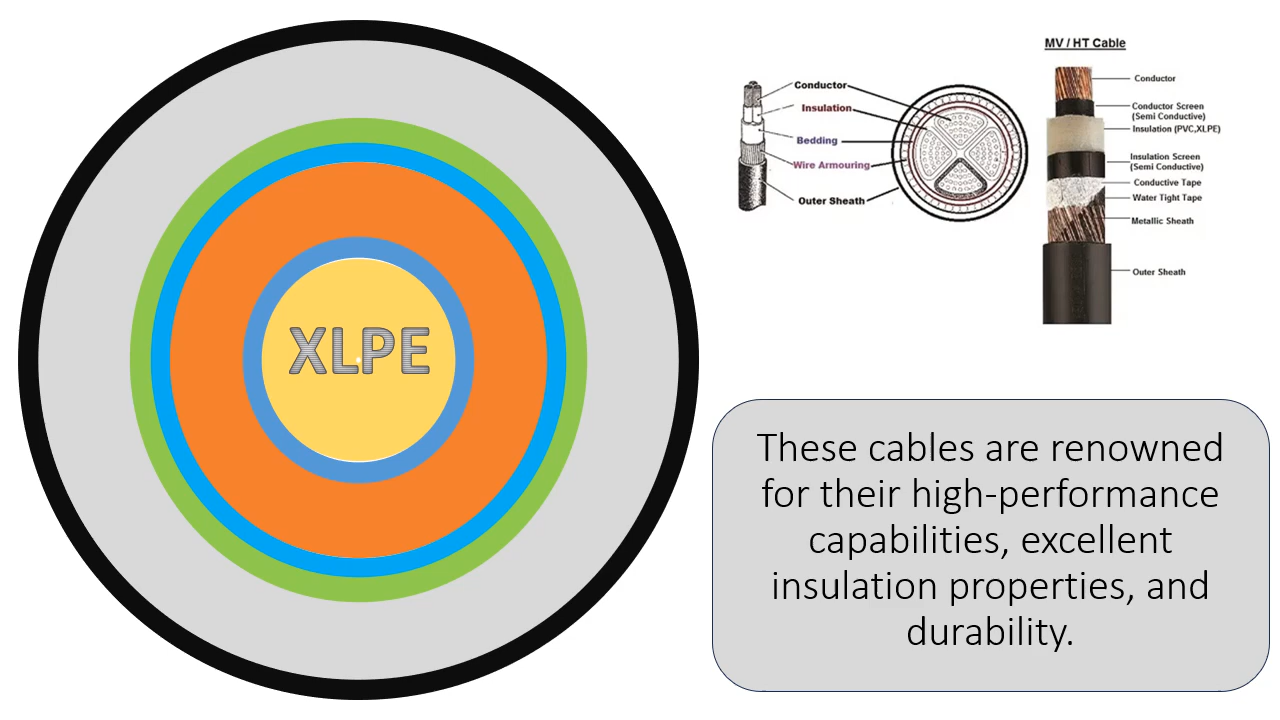 XLPE
Conductor
Insulation
Bedding
Wire Armouring
Outer Sheath
MV / HT Cable
Conductor
Conductor Screen
(Semi Conductive)
Insulation (PVC,XLPE)
Insulation Screen
(Semi Conductive)
Conductive Tape
Water Tight Tape
Metallic Sheath
Outer Sheath
These cables are renowned
for their high-performance
capabilities, excellent
insulation properties, and
durability.